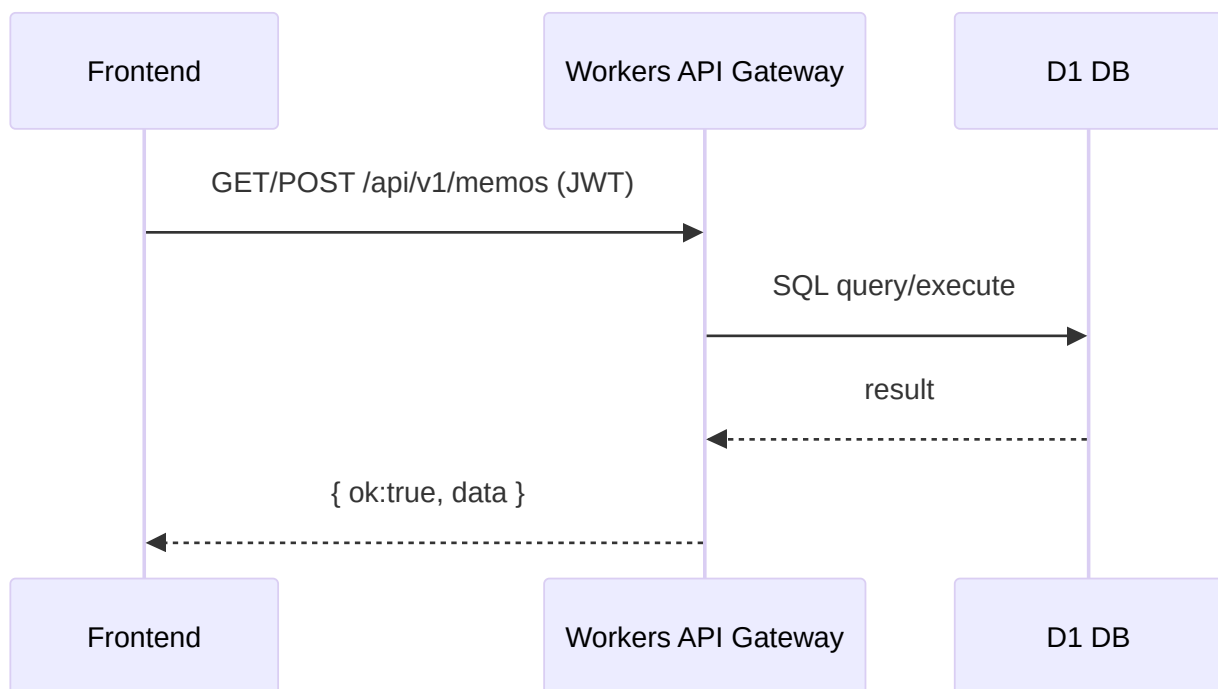 Frontend
Workers API Gateway
D1 DB
GET/POST /api/v1/memos (JWT)
SQL query/execute
result
{ ok:true, data }
Frontend
Workers API Gateway
D1 DB